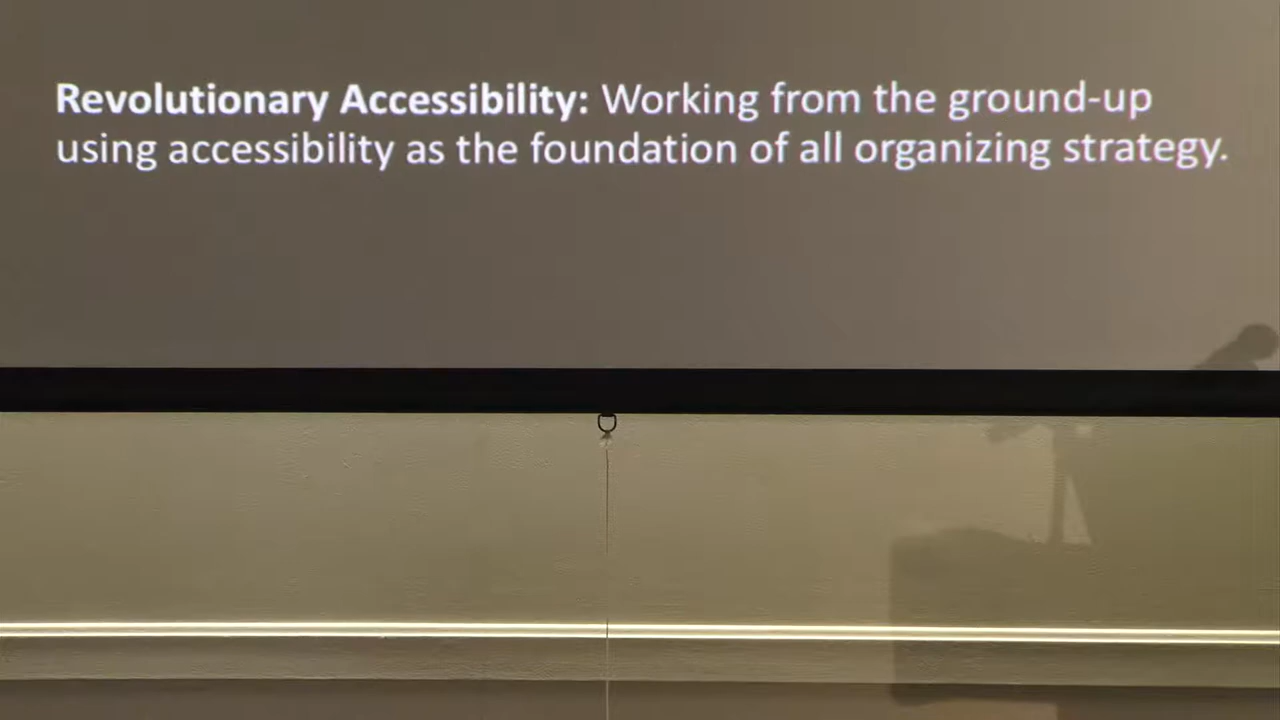 Revolutionary Accessibility: Working from the ground-up
using accessibility as the foundation of all organizing strategy.